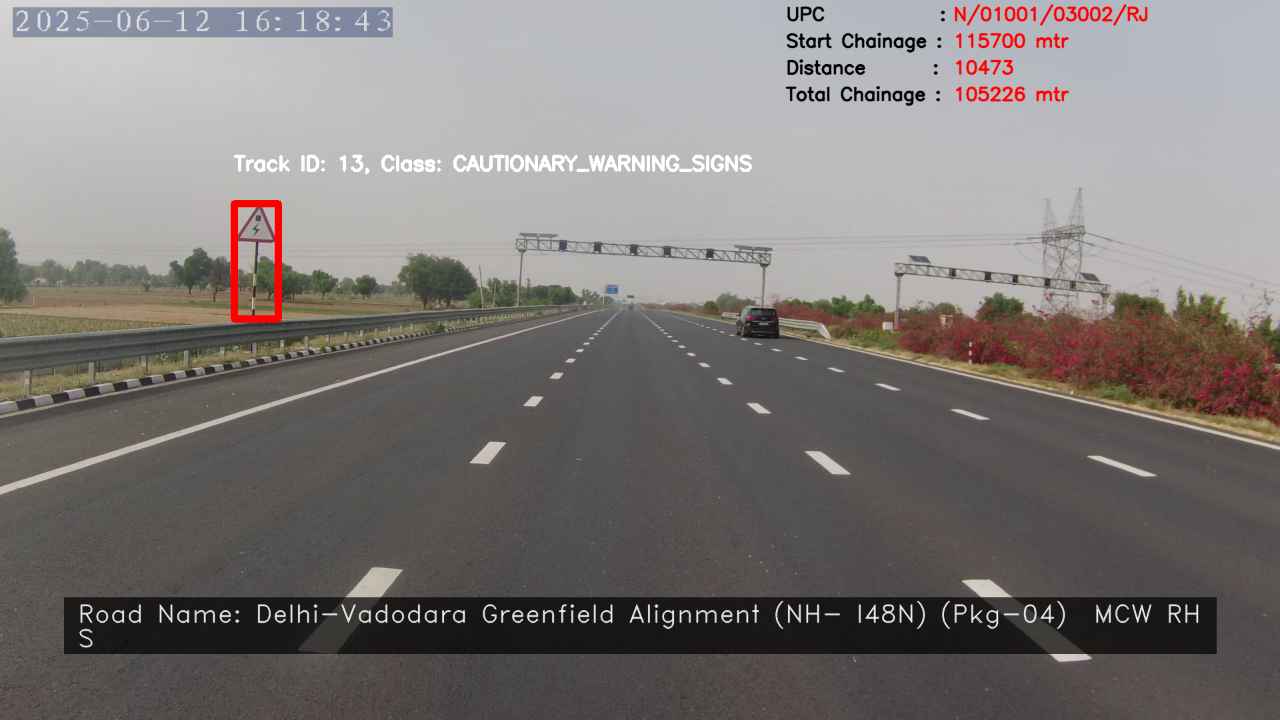 2025-06-12 16:18:43
UPC : N/01001/03002/RJ
Start Chainage : 115700 mtr
Distance : 10473
Total Chainage : 105226 mtr
Track ID: 13, Class: CAUTIONARY_WARNING_SIGNS
Road Name: Delhi-Vadodara Greenfield Alignment (NH- 148N) (Pkg-04) MCW RH
S